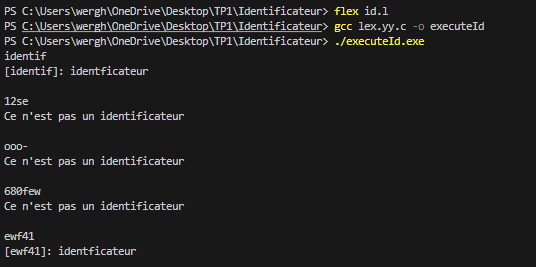 PS C:\Users\wergh\OneDrive\Desktop\TP1\Identificateur> flex id.l
PS C:\Users\wergh\OneDrive\Desktop\TP1\Identificateur> gcc lex.yy.c -o executeId
PS C:\Users\wergh\OneDrive\Desktop\TP1\Identificateur> ./executeId.exe
identif
[identif]: identficateur
12se
Ce n'est pas un identificateur
ooo-
Ce n'est pas un identificateur
680few
Ce n'est pas un identificateur
ewf41
[ewf41]: identficateur